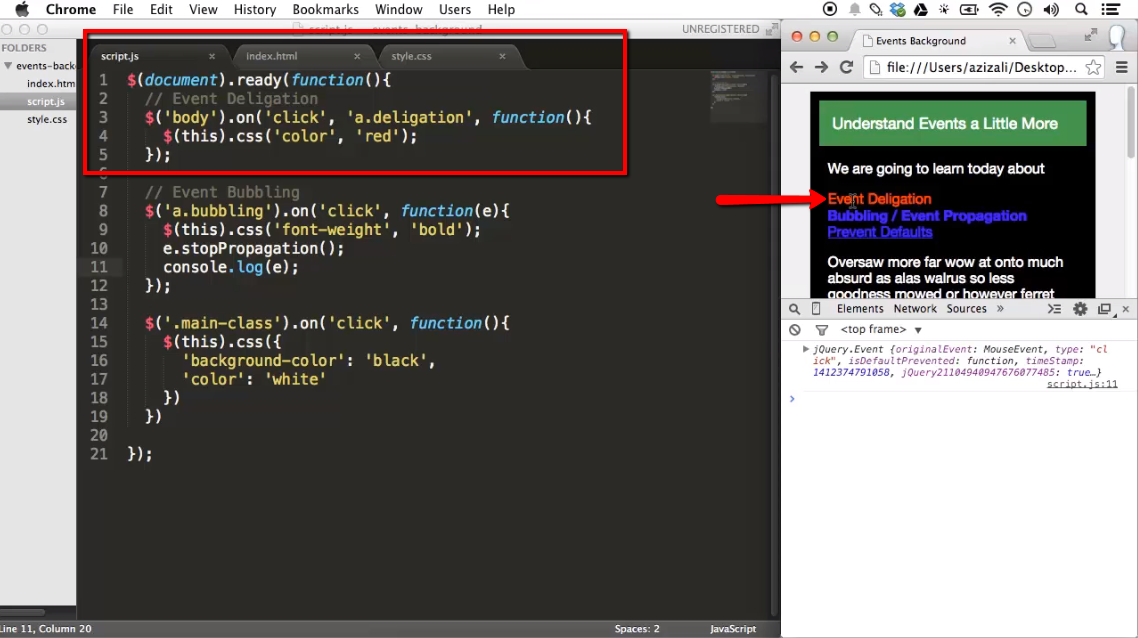 Chrome File Edit View History Bookmarks Window Users Help
script.js — events_background
UNREGISTERED
FOLDERS
events-back
index.htm
script.js
style.css
script.js × index.html × style.css ×
1 $(document).ready(function(){
2 // Event Deligation
3 $('body').on('click', 'a.deligation', function(){
4 $(this).css('color', 'red');
5 });
6
7 // Event Bubbling
8 $('a.bubbling').on('click', function(e){
9 $(this).css('font-weight', 'bold');
10 e.stopPropagation();
11 console.log(e);
12 });
13
14 $('.main-class').on('click', function(){
15 $(this).css({
16 'background-color': 'black',
17 'color': 'white'
18 })
19 })
20
21 });
Line 11, Column 20
Spaces: 2
JavaScript
Events Background ×
file:///Users/azizali/Desktop...
Understand Events a Little More
We are going to learn today about
Event Deligation
Bubbling / Event Propagation
Prevent Defaults
Oversaw more far wow at onto much
absurd as alas walrus so less
goodness mowed or however ferret
Elements Network Sources »
<top frame> ▼
jQuery.Event {originalEvent: MouseEvent, type: "cl
ick", isDefaultPrevented: function, timeStamp:
1412374791058, jQuery21104940947676077485: true…}
script.js:11